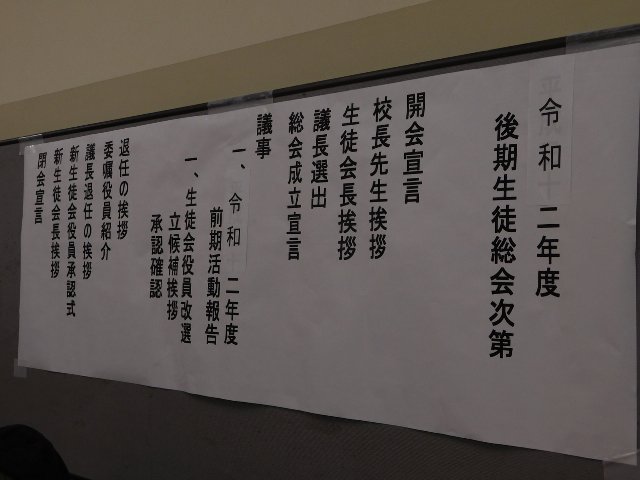 令和二年度
後期生徒総会次第
開会宣言
校長先生挨拶
生徒会長挨拶
議長選出
総会成立宣言
議事
一、令和二年度
前期活動報告
一、生徒会役員改選
立候補挨拶
承認確認
退任の挨拶
委嘱役員紹介
議長退任の挨拶
新生徒会役員承認式
新生徒会長挨拶
閉会宣言